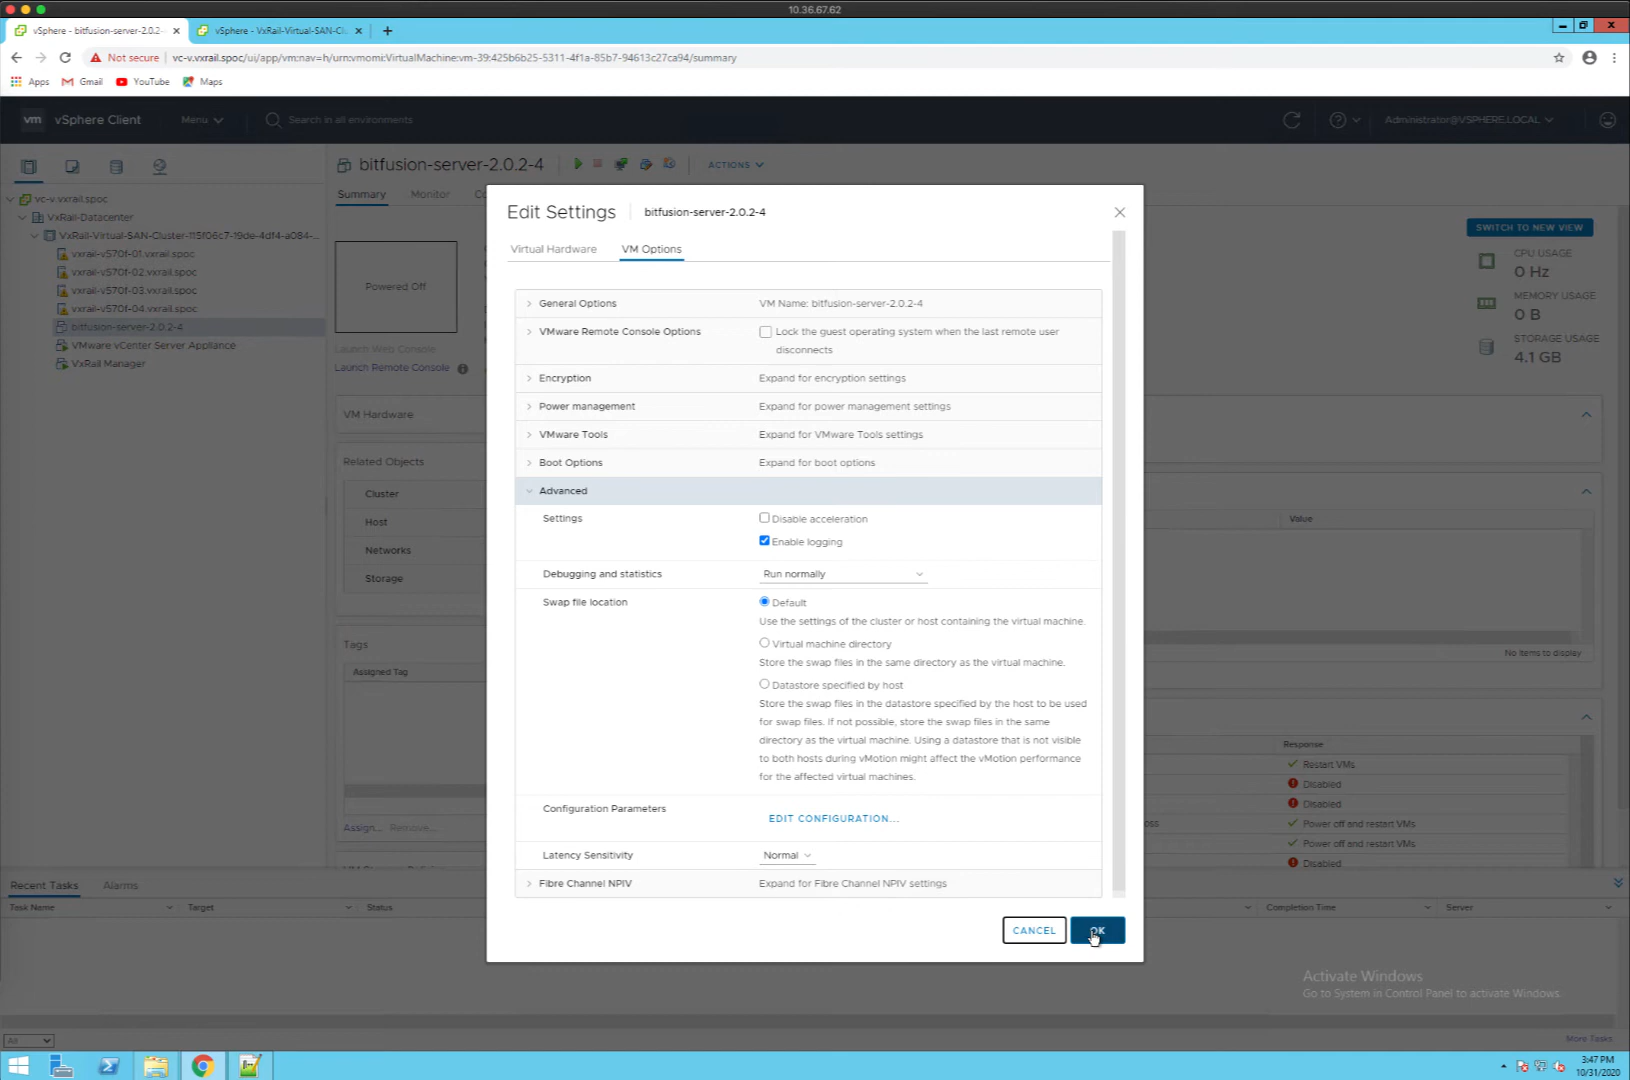 10.36.67.62
vSphere - bitfusion-server-2.0.2-
vSphere - VxRail-Virtual-SAN-Cl
Not secure
vc-v.vxrail.spoc/ui/app/vm;nav=h/urn:vmomi:VirtualMachine:vm-39:425b6b25-5311-4f1a-85b7-94613c27ca94/summary
Apps
Gmail
YouTube
Maps
vm
vSphere Client
Menu
Search in all environments
Administrator@VSPHERE.LOCAL
vc-v.vxrail.spoc
VxRail-Datacenter
VxRail-Virtual-SAN-Cluster-115f06c7-19de-4df4-a084-...
vxrail-v570f-01.vxrail.spoc
vxrail-v570f-02.vxrail.spoc
vxrail-v570f-03.vxrail.spoc
vxrail-v570f-04.vxrail.spoc
bitfusion-server-2.0.2-4
VMware vCenter Server Appliance
VxRail Manager
bitfusion-server-2.0.2-4
ACTIONS
Summary
Monitor
Powered Off
Launch Web Console
Launch Remote Console
VM Hardware
Related Objects
Cluster
Host
Networks
Storage
Tags
Assigned Tag
Assign...
Remove...
Edit Settings
bitfusion-server-2.0.2-4
Virtual Hardware
VM Options
General Options
VM Name: bitfusion-server-2.0.2-4
VMware Remote Console Options
Lock the guest operating system when the last remote user
disconnects
Encryption
Expand for encryption settings
Power management
Expand for power management settings
VMware Tools
Expand for VMware Tools settings
Boot Options
Expand for boot options
Advanced
Settings
Disable acceleration
Enable logging
Debugging and statistics
Run normally
Swap file location
Default
Use the settings of the cluster or host containing the virtual machine.
Virtual machine directory
Store the swap files in the same directory as the virtual machine.
Datastore specified by host
Store the swap files in the datastore specified by the host to be used
for swap files. If not possible, store the swap files in the same
directory as the virtual machine. Using a datastore that is not visible
to both hosts during vMotion might affect the vMotion performance
for the affected virtual machines.
Configuration Parameters
EDIT CONFIGURATION...
Latency Sensitivity
Normal
Fibre Channel NPIV
Expand for Fibre Channel NPIV settings
CANCEL
OK
SWITCH TO NEW VIEW
CPU USAGE
0 Hz
MEMORY USAGE
0 B
STORAGE USAGE
4.1 GB
Value
No items to display
Response
Restart VMs
Disabled
Disabled
Power off and restart VMs
Power off and restart VMs
Disabled
Recent Tasks
Alarms
Task Name
Target
Status
Completion Time
Server
Activate Windows
Go to System in Control Panel to activate Windows.
All
More Tasks
3:47 PM
10/31/2020